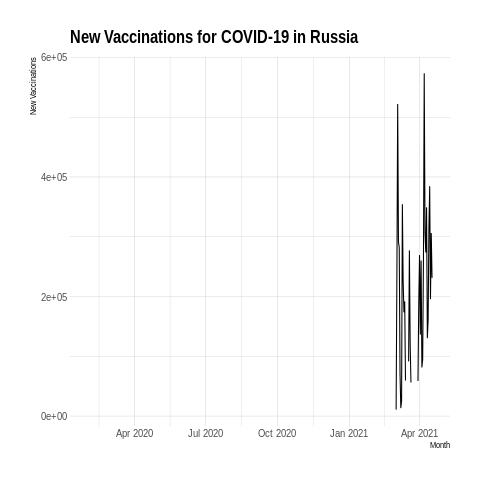 New Vaccinations for COVID-19 in Russia
New Vaccinations
6e+05
4e+05
2e+05
0e+00
Apr 2020 Jul 2020 Oct 2020 Jan 2021 Apr 2021
Month